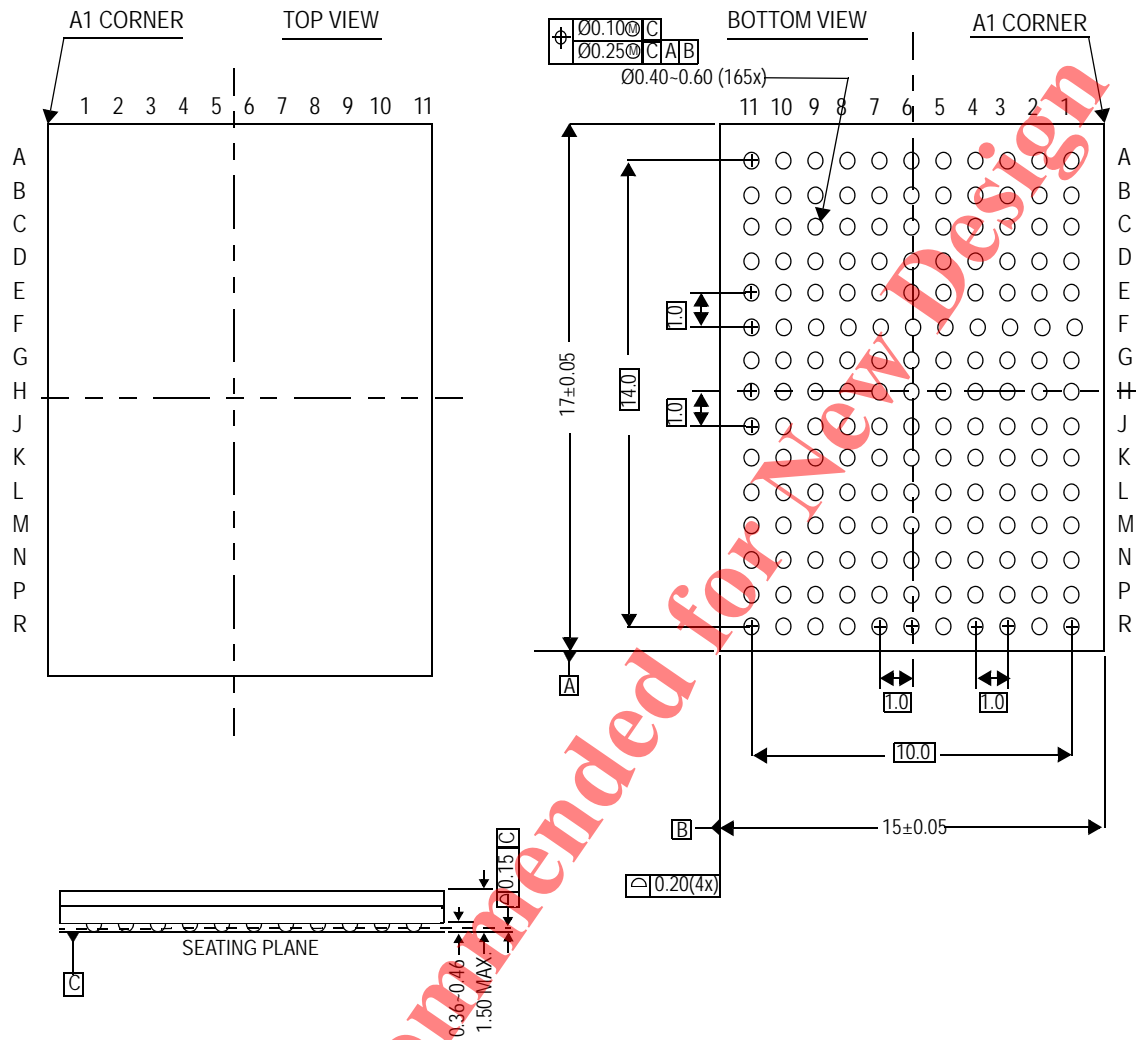 A1 CORNER
TOP VIEW
1 2 3 4 5 6 7 8 9 10 11
A
B
C
D
E
F
G
H
J
K
L
M
N
P
R
Ø0.10Ⓜ C
Ø0.25Ⓜ C A B
Ø0.40~0.60 (165x)
BOTTOM VIEW
A1 CORNER
11 10 9 8 7 6 5 4 3 2 1
A
B
C
D
E
F
G
H
J
K
L
M
N
P
R
17±0.05
14.0
1.0
1.0
A
1.0
1.0
10.0
B
15±0.05
0.20(4x)
0.15 C
SEATING PLANE
C
0.36~0.46
1.50 MAX.
ommended for New Design